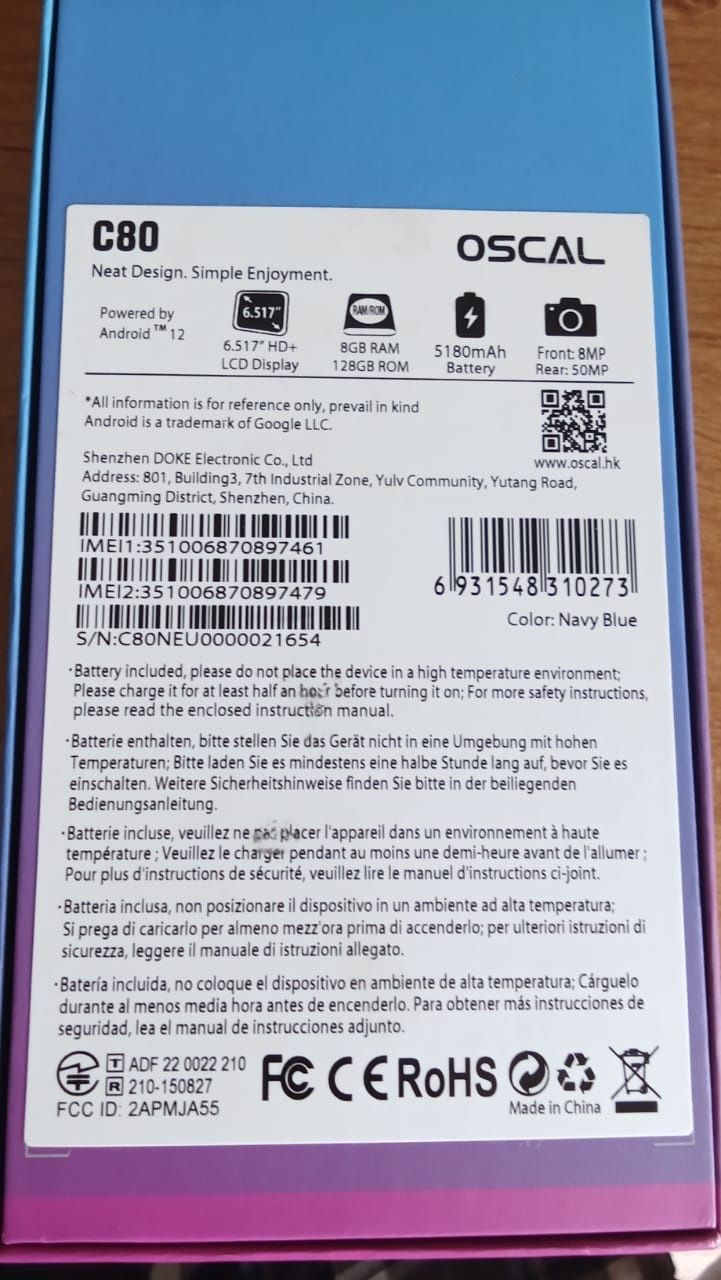 C80
OSCAL
Neat Design. Simple Enjoyment.
Powered by
Android™ 12
6.517"
6.517" HD+
LCD Display
RAM/ROM
8GB RAM
128GB ROM
5180mAh
Battery
Front: 8MP
Rear: 50MP
*All information is for reference only, prevail in kind
Android is a trademark of Google LLC.
www.oscal.hk
Shenzhen DOKE Electronic Co., Ltd
Address: 801, Building3, 7th Industrial Zone, Yulv Community, Yutang Road,
Guangming District, Shenzhen, China.
IMEI1:351006870897461
IMEI2:351006870897479
S/N:C80NEU0000021654
6 931548 310273
Color: Navy Blue
·Battery included, please do not place the device in a high temperature environment;
Please charge it for at least half an hour before turning it on; For more safety instructions,
please read the enclosed instruction manual.
·Batterie enthalten, bitte stellen Sie das Gerät nicht in eine Umgebung mit hohen
Temperaturen; Bitte laden Sie es mindestens eine halbe Stunde lang auf, bevor Sie es
einschalten. Weitere Sicherheitshinweise finden Sie bitte in der beiliegenden
Bedienungsanleitung.
·Batterie incluse, veuillez ne pas placer l'appareil dans un environnement à haute
température ; Veuillez le charger pendant au moins une demi-heure avant de l'allumer ;
Pour plus d'instructions de sécurité, veuillez lire le manuel d'instructions ci-joint.
·Batteria inclusa, non posizionare il dispositivo in un ambiente ad alta temperatura;
Si prega di caricarlo per almeno mezz'ora prima di accenderlo; per ulteriori istruzioni di
sicurezza, leggere il manuale di istruzioni allegato.
·Batería incluida, no coloque el dispositivo en ambiente de alta temperatura; Cárguelo
durante al menos media hora antes de encenderlo. Para obtener más instrucciones de
seguridad, lea el manual de instrucciones adjunto.
T ADF 22 0022 210
R 210-150827
FCC ID: 2APMJA55
FC CE RoHS
Made in China